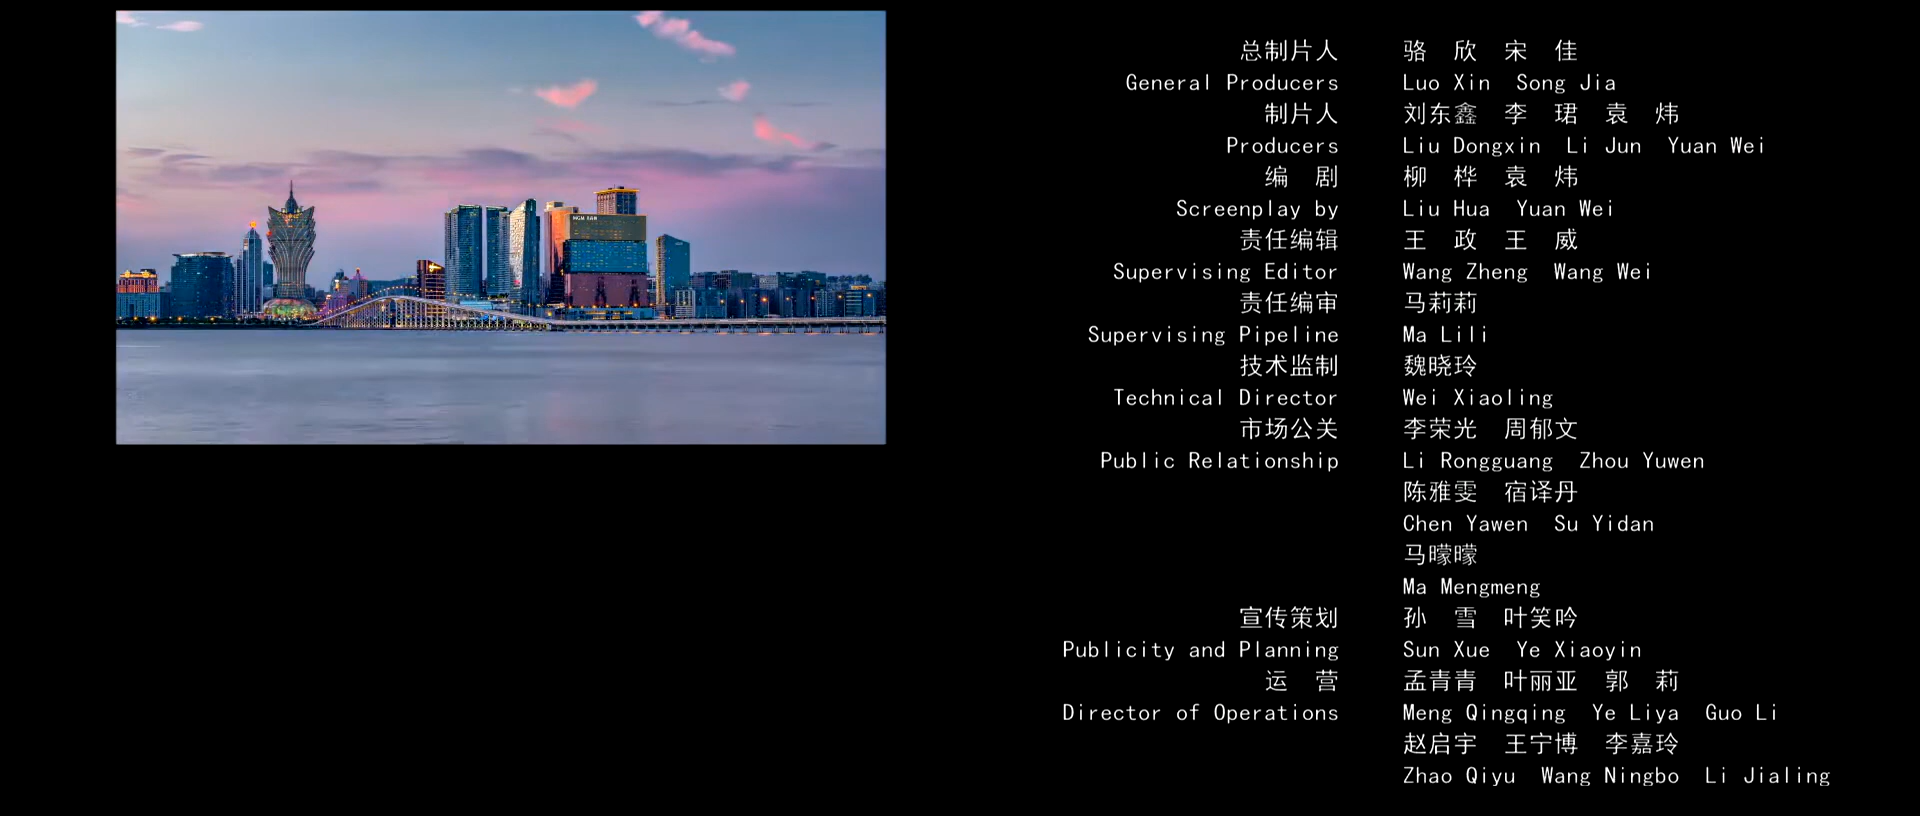 MGM
总制片人 骆 欣 宋 佳
General Producers Luo Xin Song Jia
制片人 刘东鑫 李 珺 袁 炜
Producers Liu Dongxin Li Jun Yuan Wei
编 剧 柳 桦 袁 炜
Screenplay by Liu Hua Yuan Wei
责任编辑 王 政 王 威
Supervising Editor Wang Zheng Wang Wei
责任编审 马莉莉
Supervising Pipeline Ma Lili
技术监制 魏晓玲
Technical Director Wei Xiaoling
市场公关 李荣光 周郁文
Public Relationship Li Rongguang Zhou Yuwen
陈雅雯 宿译丹
Chen Yawen Su Yidan
马曚曚
Ma Mengmeng
宣传策划 孙 雪 叶笑吟
Publicity and Planning Sun Xue Ye Xiaoyin
运 营 孟青青 叶丽亚 郭 莉
Director of Operations Meng Qingqing Ye Liya Guo Li
赵启宇 王宁博 李嘉玲
Zhao Qiyu Wang Ningbo Li Jialing